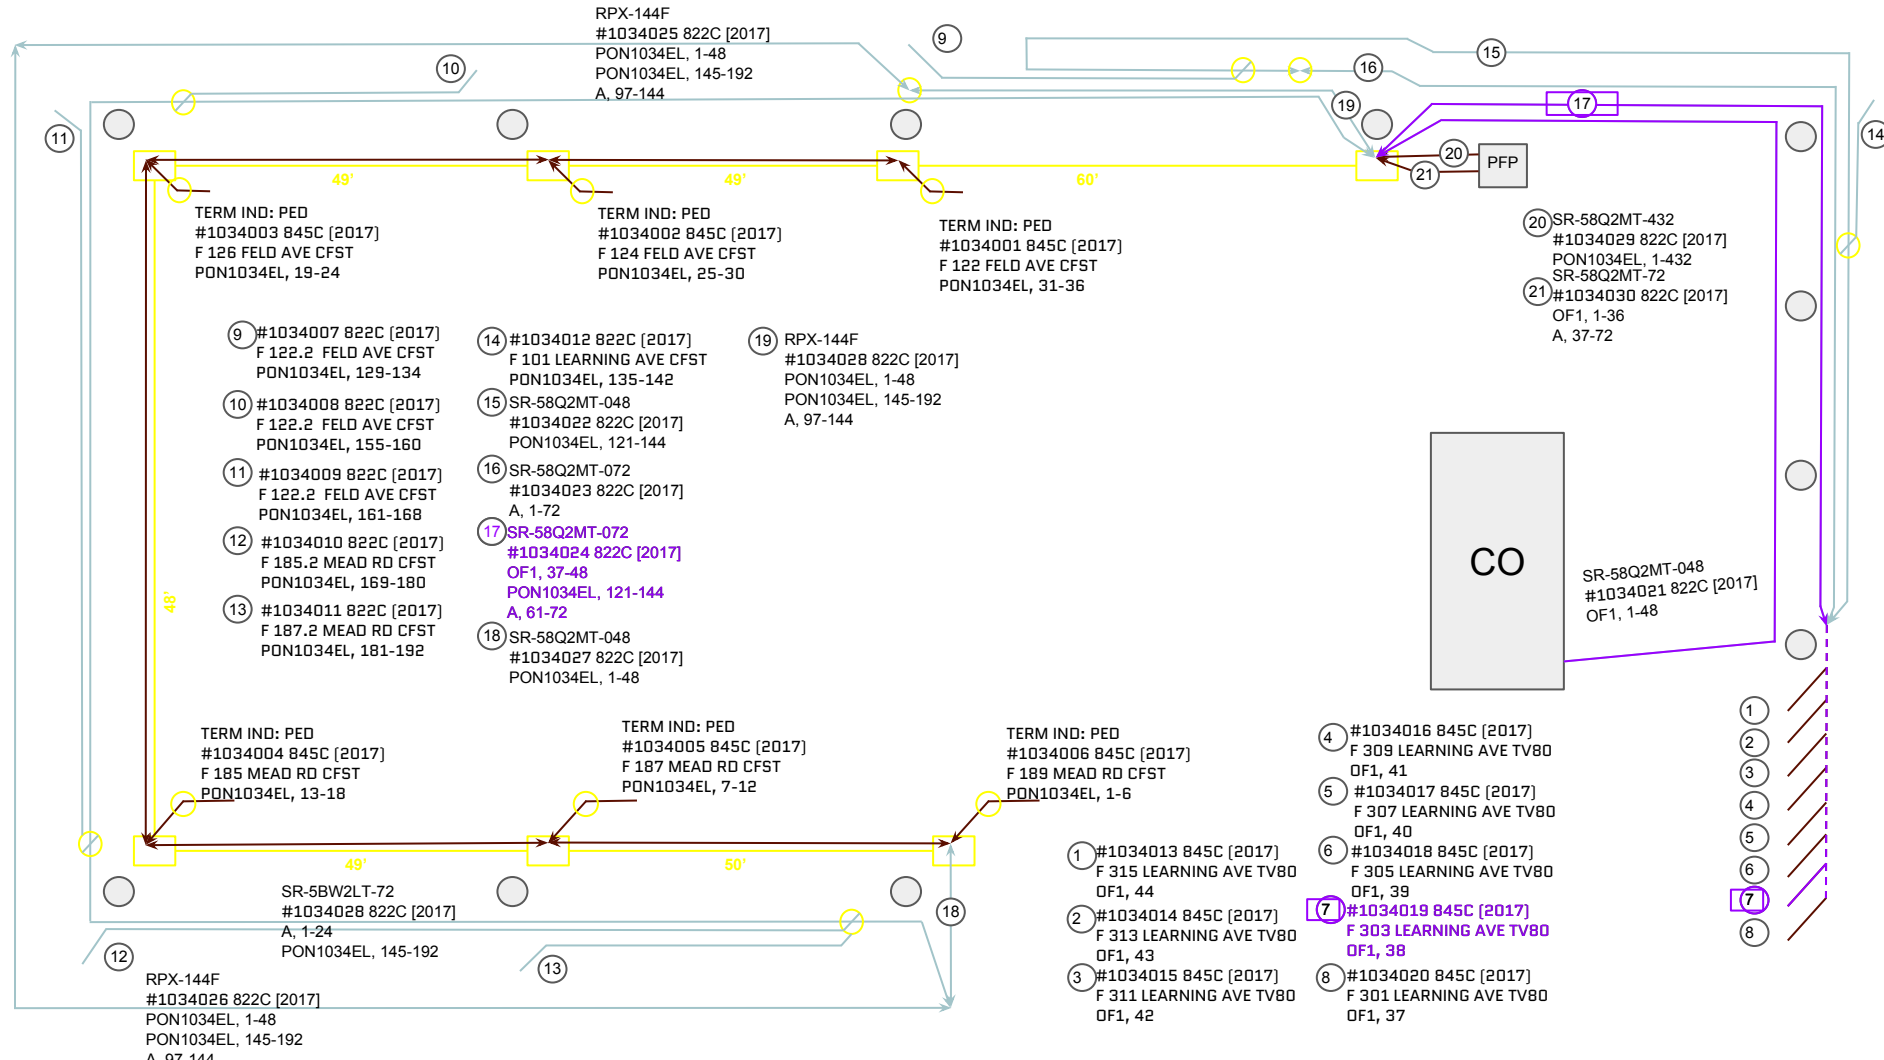 RPX-144F
#1034025 822C [2017]
PON1034EL, 1-48
PON1034EL, 145-192
A, 97-144
9
10
11
15
16
17
14
19
20
21
PFP
49'
49'
60'
TERM IND: PED
#1034003 845C (2017)
F 126 FELD AVE CFST
PON1034EL, 19-24
TERM IND: PED
#1034002 845C (2017)
F 124 FELD AVE CFST
PON1034EL, 25-30
TERM IND: PED
#1034001 845C (2017)
F 122 FELD AVE CFST
PON1034EL, 31-36
20
SR-58Q2MT-432
#1034029 822C [2017]
PON1034EL, 1-432
21
SR-58Q2MT-72
#1034030 822C [2017]
OF1, 1-36
A, 37-72
9
#1034007 822C (2017)
F 122.2 FELD AVE CFST
PON1034EL, 129-134
10
#1034008 822C (2017)
F 122.2 FELD AVE CFST
PON1034EL, 155-160
11
#1034009 822C (2017)
F 122.2 FELD AVE CFST
PON1034EL, 161-168
12
#1034010 822C (2017)
F 185.2 MEAD RD CFST
PON1034EL, 169-180
13
#1034011 822C (2017)
F 187.2 MEAD RD CFST
PON1034EL, 181-192
14
#1034012 822C (2017)
F 101 LEARNING AVE CFST
PON1034EL, 135-142
15
SR-58Q2MT-048
#1034022 822C [2017]
PON1034EL, 121-144
16
SR-58Q2MT-072
#1034023 822C [2017]
A, 1-72
17
SR-58Q2MT-072
#1034024 822C [2017]
OF1, 37-48
PON1034EL, 121-144
A, 61-72
18
SR-58Q2MT-048
#1034027 822C [2017]
PON1034EL, 1-48
19
RPX-144F
#1034028 822C [2017]
PON1034EL, 1-48
PON1034EL, 145-192
A, 97-144
48'
CO
SR-58Q2MT-048
#1034021 822C [2017]
OF1, 1-48
TERM IND: PED
#1034004 845C (2017)
F 185 MEAD RD CFST
PON1034EL, 13-18
TERM IND: PED
#1034005 845C (2017)
F 187 MEAD RD CFST
PON1034EL, 7-12
TERM IND: PED
#1034006 845C (2017)
F 189 MEAD RD CFST
PON1034EL, 1-6
49'
50'
SR-5BW2LT-72
#1034028 822C [2017]
A, 1-24
PON1034EL, 145-192
12
13
18
RPX-144F
#1034026 822C [2017]
PON1034EL, 1-48
PON1034EL, 145-192
A, 97-144
1
#1034013 845C (2017)
F 315 LEARNING AVE TV80
OF1, 44
2
#1034014 845C (2017)
F 313 LEARNING AVE TV80
OF1, 43
3
#1034015 845C (2017)
F 311 LEARNING AVE TV80
OF1, 42
4
#1034016 845C (2017)
F 309 LEARNING AVE TV80
OF1, 41
5
#1034017 845C (2017)
F 307 LEARNING AVE TV80
OF1, 40
6
#1034018 845C (2017)
F 305 LEARNING AVE TV80
OF1, 39
7
#1034019 845C (2017)
F 303 LEARNING AVE TV80
OF1, 38
8
#1034020 845C (2017)
F 301 LEARNING AVE TV80
OF1, 37
1
2
3
4
5
6
7
8